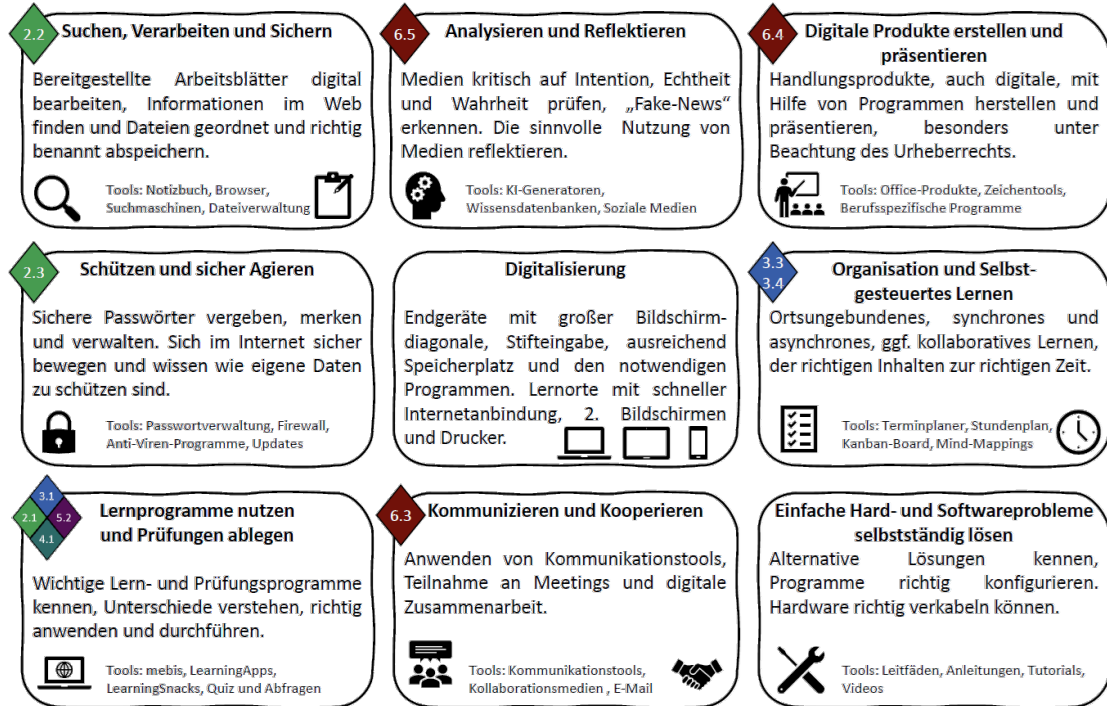 2.2
Suchen, Verarbeiten und Sichern
Bereitgestellte Arbeitsblätter digital
bearbeiten, Informationen im Web
finden und Dateien geordnet und richtig
benannt abspeichern.
Tools: Notizbuch, Browser,
Suchmaschinen, Dateiverwaltung
6.5
Analysieren und Reflektieren
Medien kritisch auf Intention, Echtheit
und Wahrheit prüfen, „Fake-News“
erkennen. Die sinnvolle Nutzung von
Medien reflektieren.
Tools: KI-Generatoren,
Wissensdatenbanken, Soziale Medien
6.4
Digitale Produkte erstellen und
präsentieren
Handlungsprodukte, auch digitale, mit
Hilfe von Programmen herstellen und
präsentieren, besonders unter
Beachtung des Urheberrechts.
Tools: Office-Produkte, Zeichentools,
Berufsspezifische Programme
2.3
Schützen und sicher Agieren
Sichere Passwörter vergeben, merken
und verwalten. Sich im Internet sicher
bewegen und wissen wie eigene Daten
zu schützen sind.
Tools: Passwortverwaltung, Firewall,
Anti-Viren-Programme, Updates
Digitalisierung
Endgeräte mit großer Bildschirm-
diagonale, Stifteingabe, ausreichend
Speicherplatz und den notwendigen
Programmen. Lernorte mit schneller
Internetanbindung, 2. Bildschirmen
und Drucker.
3.3
3.4
Organisation und Selbst-
gesteuertes Lernen
Ortsungebundenes, synchrones und
asynchrones, ggf. kollaboratives Lernen,
der richtigen Inhalten zur richtigen Zeit.
Tools: Terminplaner, Stundenplan,
Kanban-Board, Mind-Mappings
3.1
2.1
5.2
4.1
Lernprogramme nutzen
und Prüfungen ablegen
Wichtige Lern- und Prüfungsprogramme
kennen, Unterschiede verstehen, richtig
anwenden und durchführen.
Tools: mebis, LearningApps,
LearningSnacks, Quiz und Abfragen
6.3
Kommunizieren und Kooperieren
Anwenden von Kommunikationstools,
Teilnahme an Meetings und digitale
Zusammenarbeit.
Tools: Kommunikationstools,
Kollaborationsmedien , E-Mail
Einfache Hard- und Softwareprobleme
selbstständig lösen
Alternative Lösungen kennen,
Programme richtig konfigurieren.
Hardware richtig verkabeln können.
Tools: Leitfäden, Anleitungen, Tutorials,
Videos